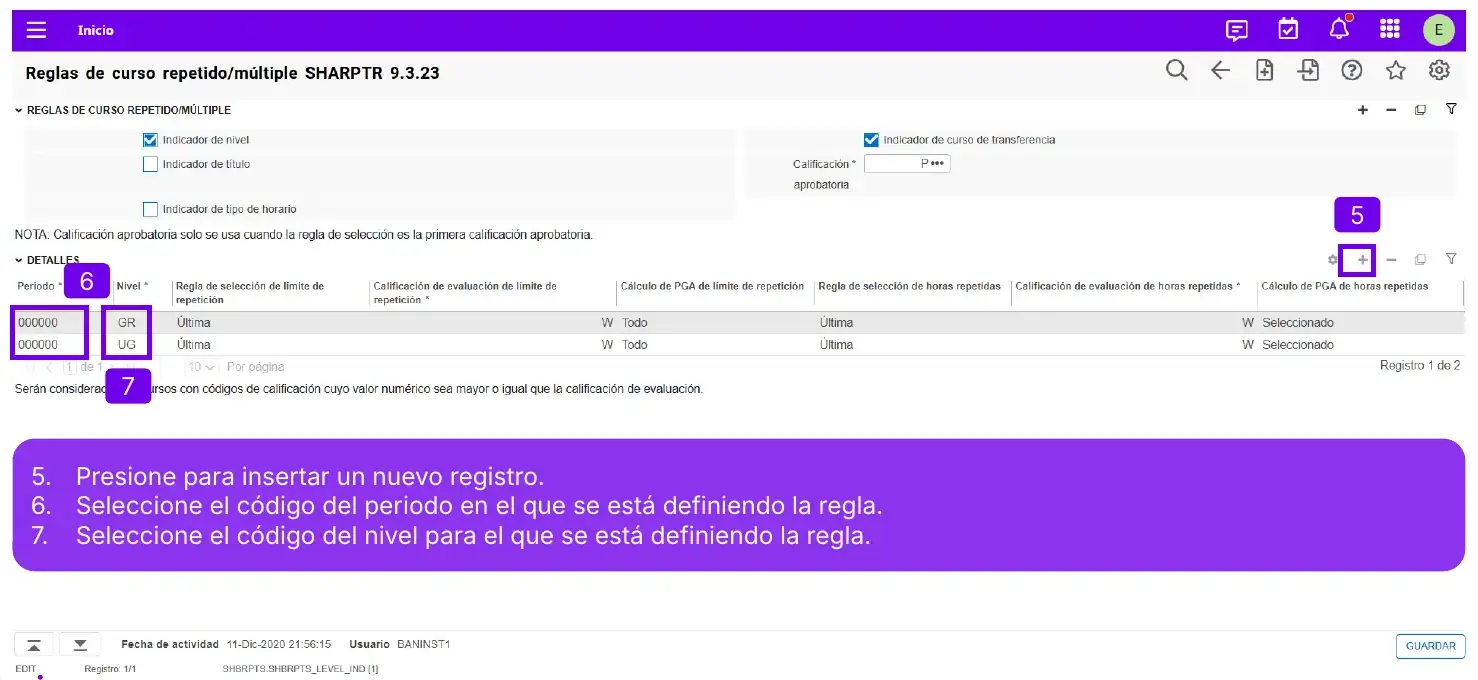 Inicio
E
Reglas de curso repetido/múltiple SHARPTR 9.3.23
REGLAS DE CURSO REPETIDO/MÚLTIPLE
Indicador de nivel
Indicador de curso de transferencia
Indicador de título
Calificación * P•••
aprobatoria
Indicador de tipo de horario
5
NOTA: Calificación aprobatoria solo se usa cuando la regla de selección es la primera calificación aprobatoria.
DETALLES
6
Periodo * Nivel * Regla de selección de límite de repetición Calificación de evaluación de límite de repetición * Cálculo de PGA de límite de repetición Regla de selección de horas repetidas Calificación de evaluación de horas repetidas * Cálculo de PGA de horas repetidas
000000 GR Última W Todo Última W Seleccionado
000000 UG Última W Todo Última W Seleccionado
1 de 1 10 Por página Registro 1 de 2
7
Serán con códigos de calificación cuyo valor numérico sea mayor o igual que la calificación de evaluación.
5. Presione para insertar un nuevo registro.
6. Seleccione el código del periodo en el que se está definiendo la regla.
7. Seleccione el código del nivel para el que se está definiendo la regla.
Fecha de actividad 11-Dic-2020 21:56:15 Usuario BANINST1
GUARDAR
EDIT Registro: 1/1 SHBRPTS.SHBRPTS_LEVEL_IND [1]